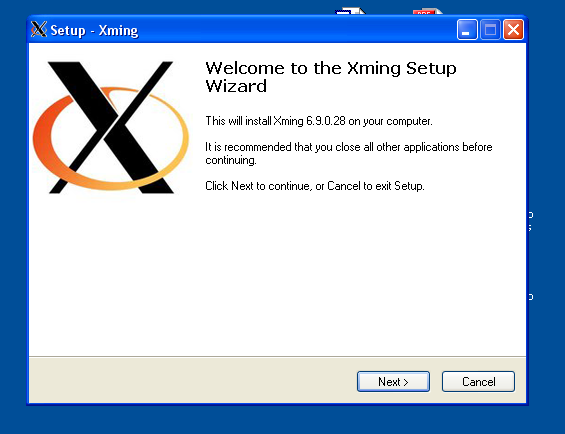 Setup - Xming
Welcome to the Xming Setup
Wizard
This will install Xming 6.9.0.28 on your computer.
It is recommended that you close all other applications before
continuing.
Click Next to continue, or Cancel to exit Setup.
Next >
Cancel